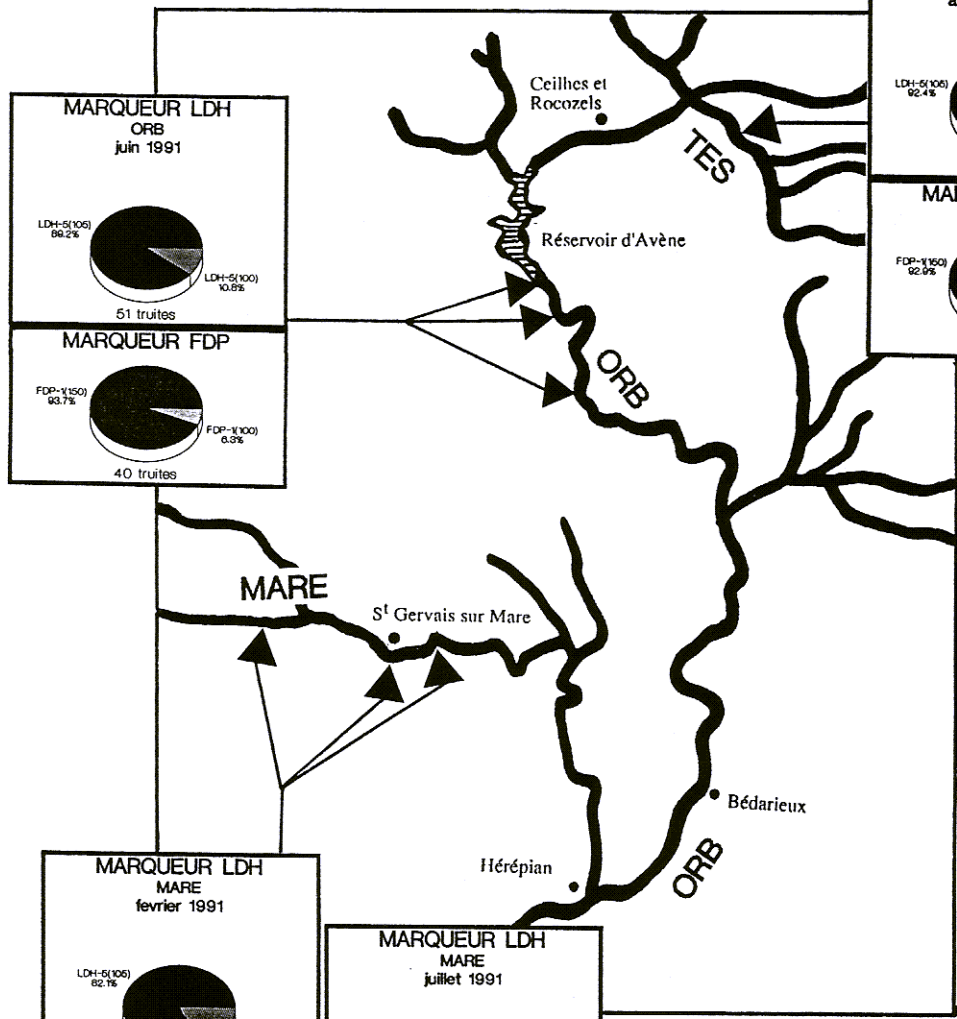 MARQUEUR LDH
ORB
juin 1991
LDH-5(105)
89.2%
LDH-5(100)
10.8%
51 truites
MARQUEUR FDP
FDP-1(150)
93.7%
FDP-1(100)
6.3%
40 truites
Ceilhes et
Rocozels
TES
Réservoir d'Avène
ORB
LDH-5(105)
92.4%
FDP-1(150)
92.9%
MARE
St Gervais sur Mare
Bédarieux
Hérépian
ORB
MARQUEUR LDH
MARE
fevrier 1991
LDH-5(105)
82.1%
MARQUEUR LDH
MARE
juillet 1991